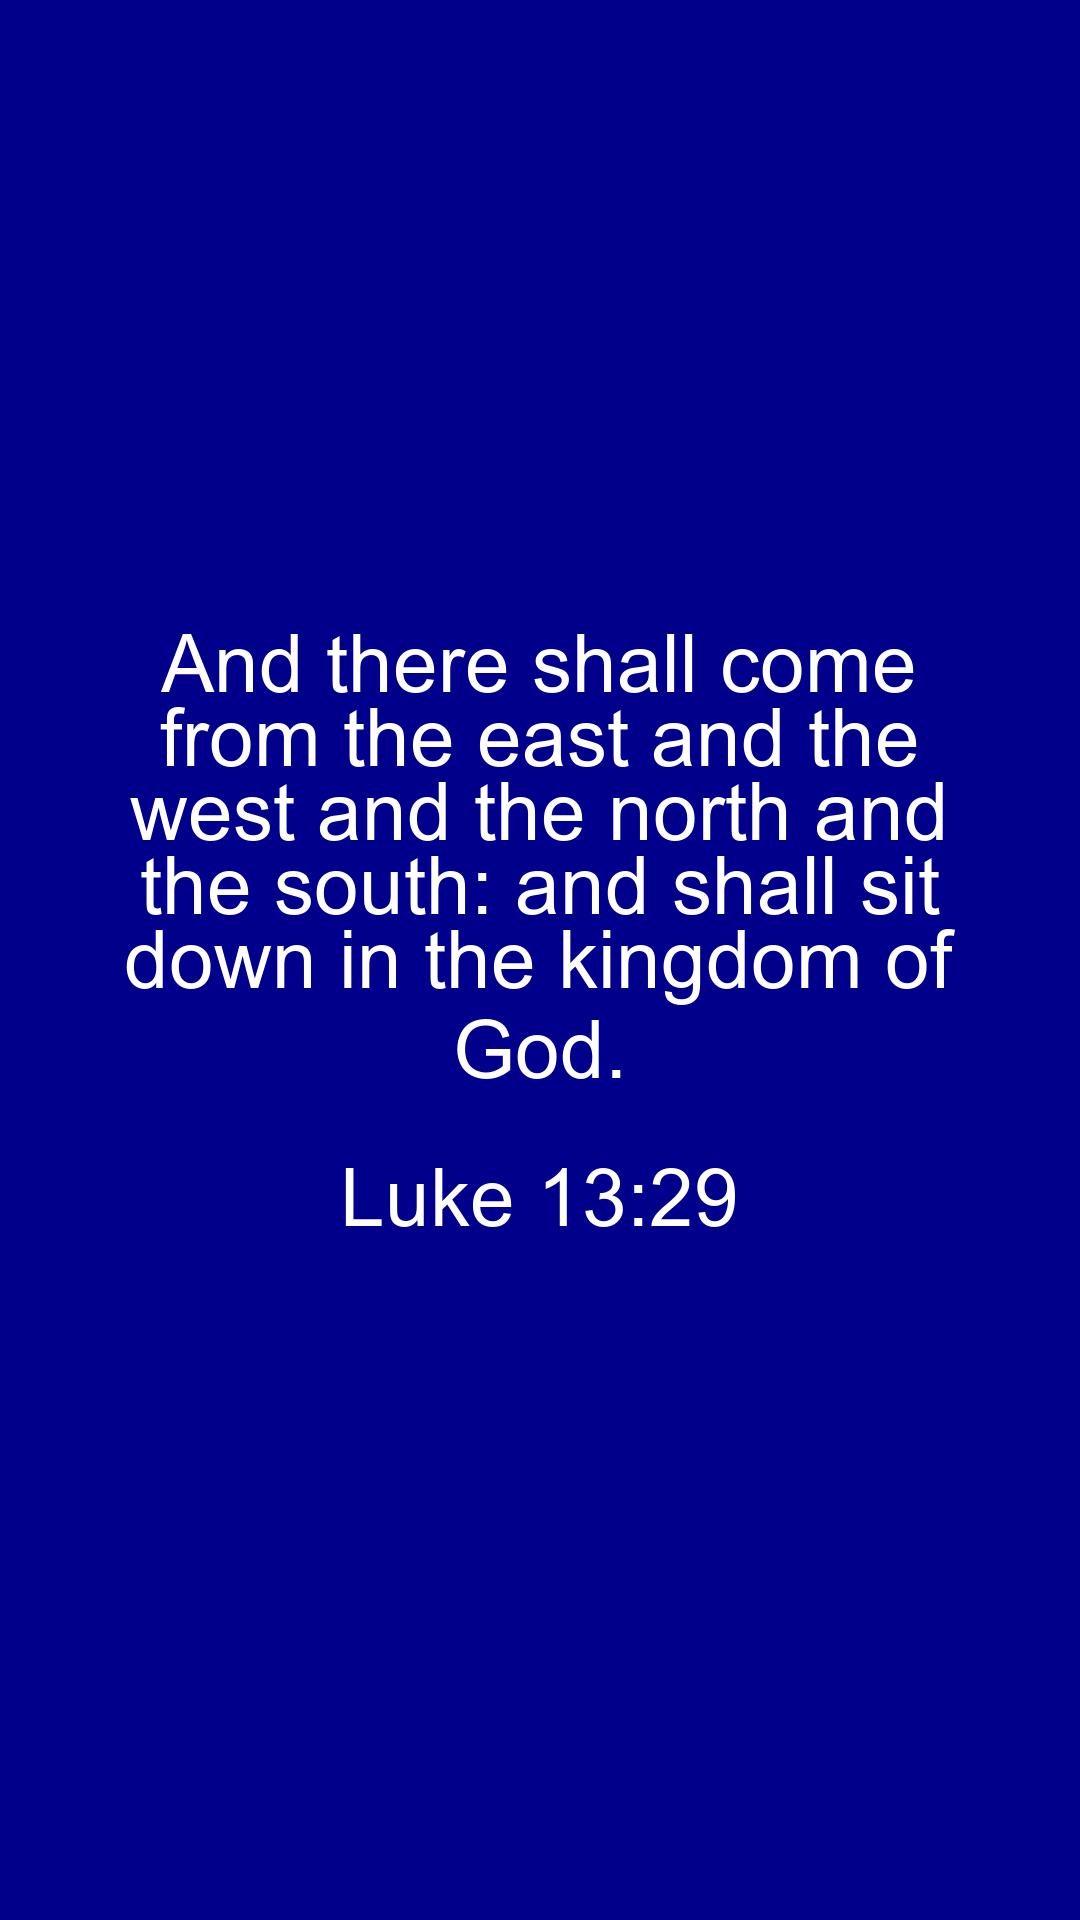 And there shall come
from the east and the
west and the north and
the south: and shall sit
down in the kingdom of
God.
Luke 13:29